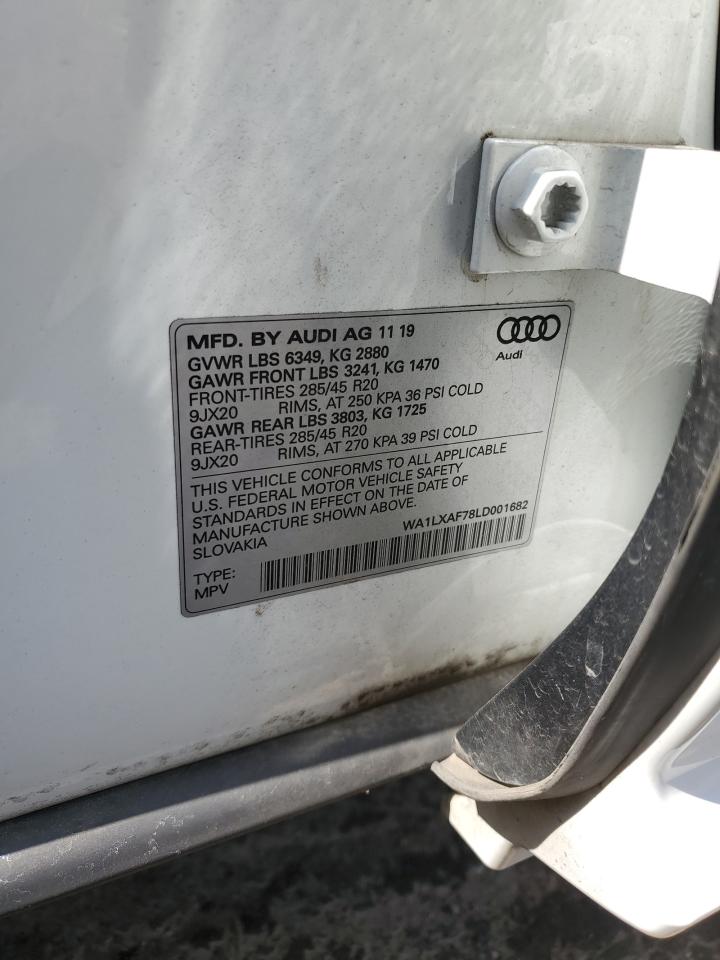 MFD. BY AUDI AG 11 19
GVWR LBS 6349, KG 2880
GAWR FRONT LBS 3241, KG 1470
FRONT-TIRES 285/45 R20
9JX20 RIMS, AT 250 KPA 36 PSI COLD
GAWR REAR LBS 3803, KG 1725
REAR-TIRES 285/45 R20
9JX20 RIMS, AT 270 KPA 39 PSI COLD
Audi
THIS VEHICLE CONFORMS TO ALL APPLICABLE
U.S. FEDERAL MOTOR VEHICLE SAFETY
STANDARDS IN EFFECT ON THE DATE OF
MANUFACTURE SHOWN ABOVE.
SLOVAKIA
WA1LXAF78LD001682
TYPE:
MPV